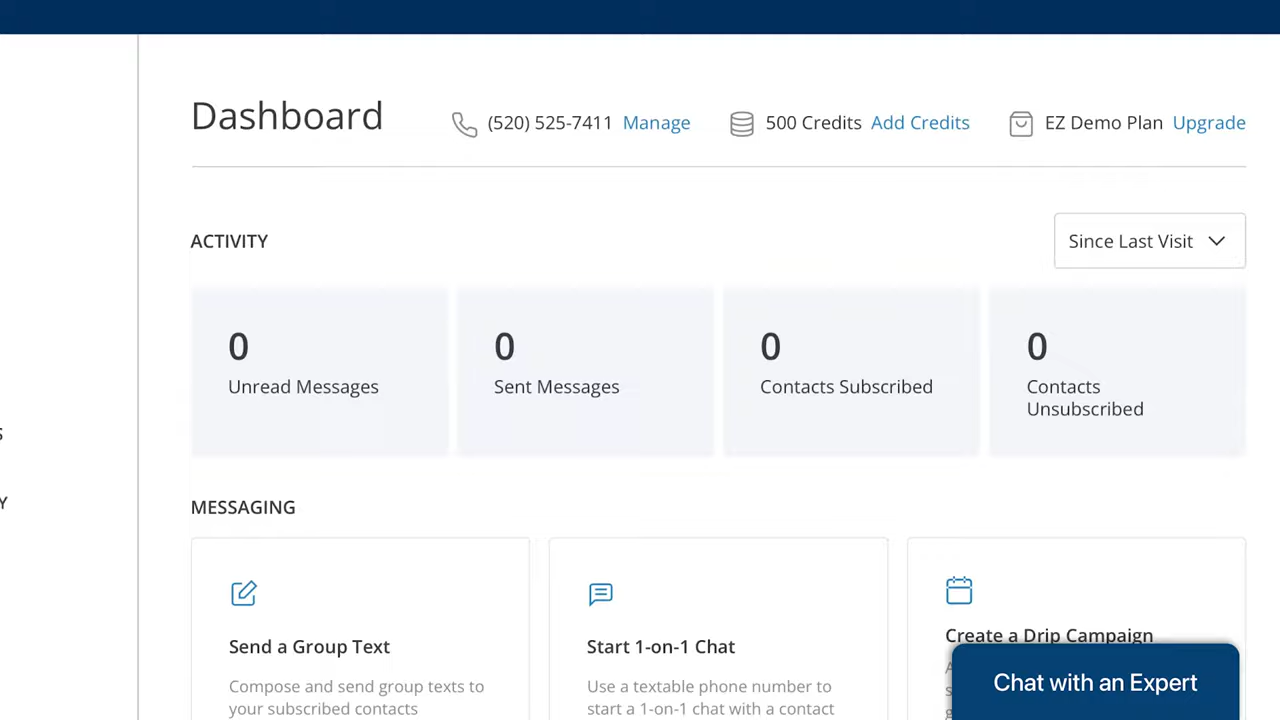 Dashboard
(520) 525-7411 Manage
500 Credits Add Credits
EZ Demo Plan Upgrade
ACTIVITY
Since Last Visit
0
Unread Messages
0
Sent Messages
0
Contacts Subscribed
0
Contacts
Unsubscribed
S
Y
MESSAGING
Send a Group Text
Compose and send group texts to
your subscribed contacts
Start 1-on-1 Chat
Use a textable phone number to
start a 1-on-1 chat with a contact
Create a Drip Campaign
Chat with an Expert